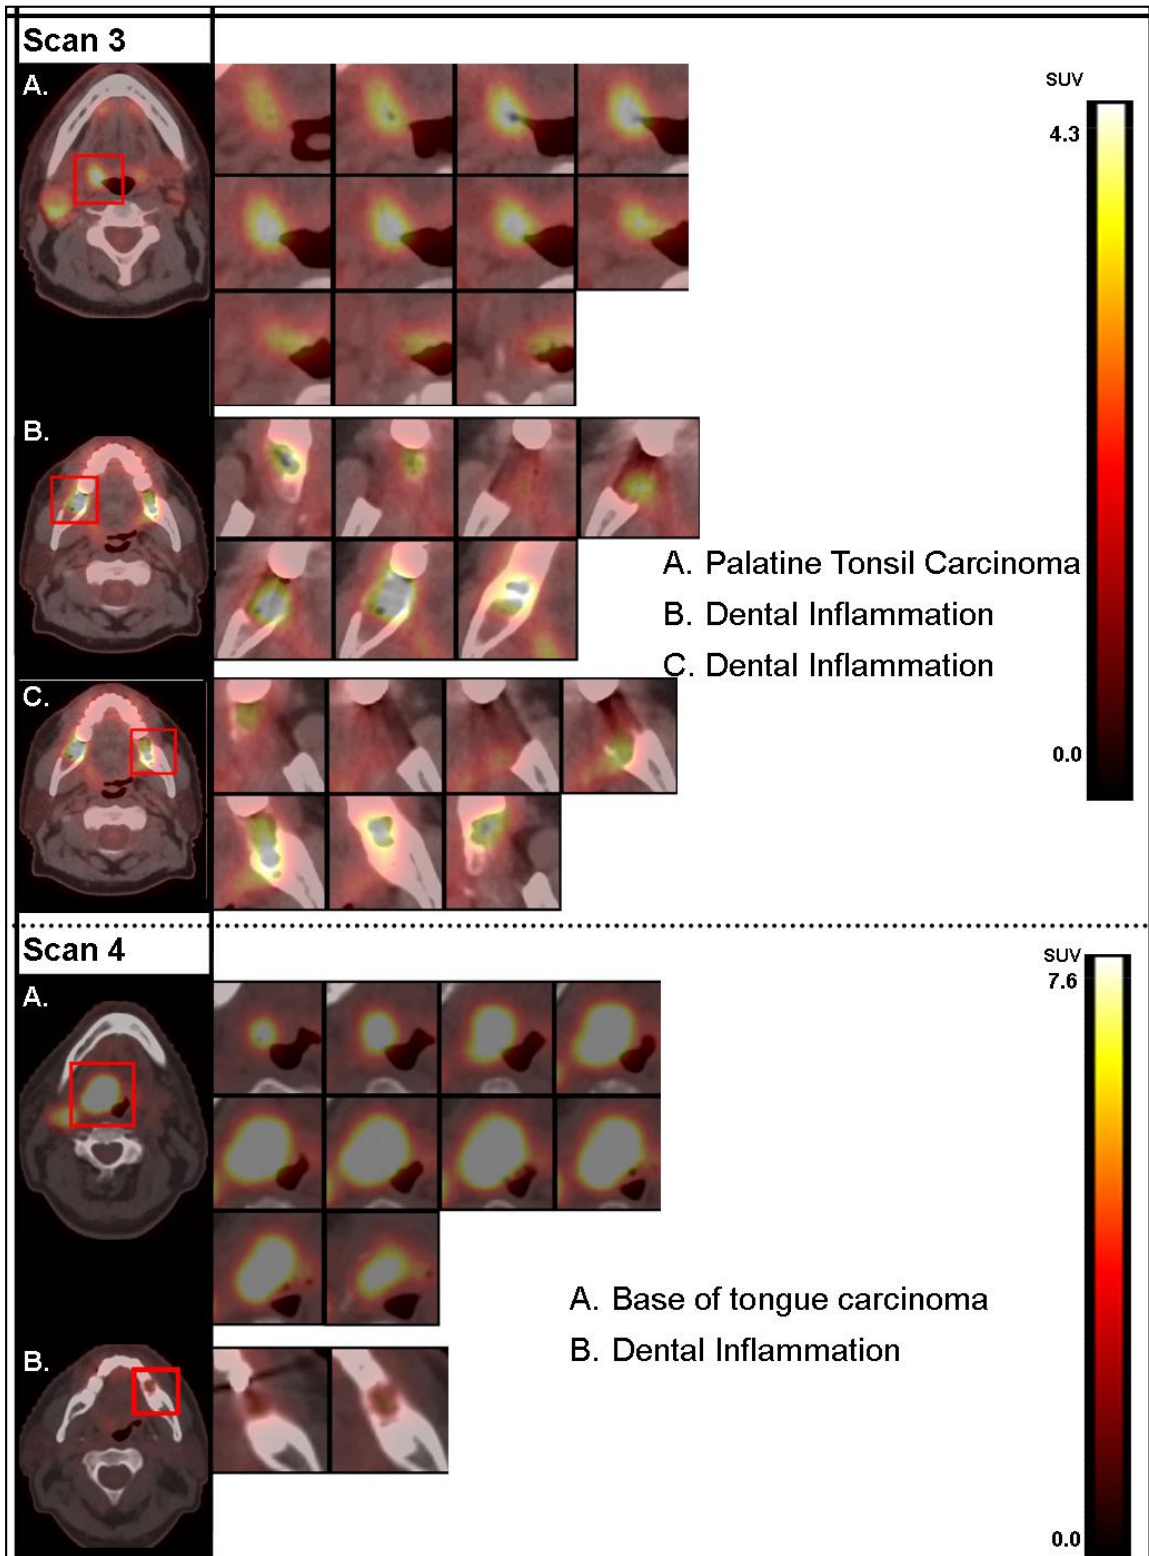 Scan 3
A.
SUV
4.3
B.
A. Palatine Tonsil Carcinoma
B. Dental Inflammation
C. Dental Inflammation
C.
0.0
Scan 4
SUV
7.6
A.
A. Base of tongue carcinoma
B. Dental Inflammation
B.
0.0